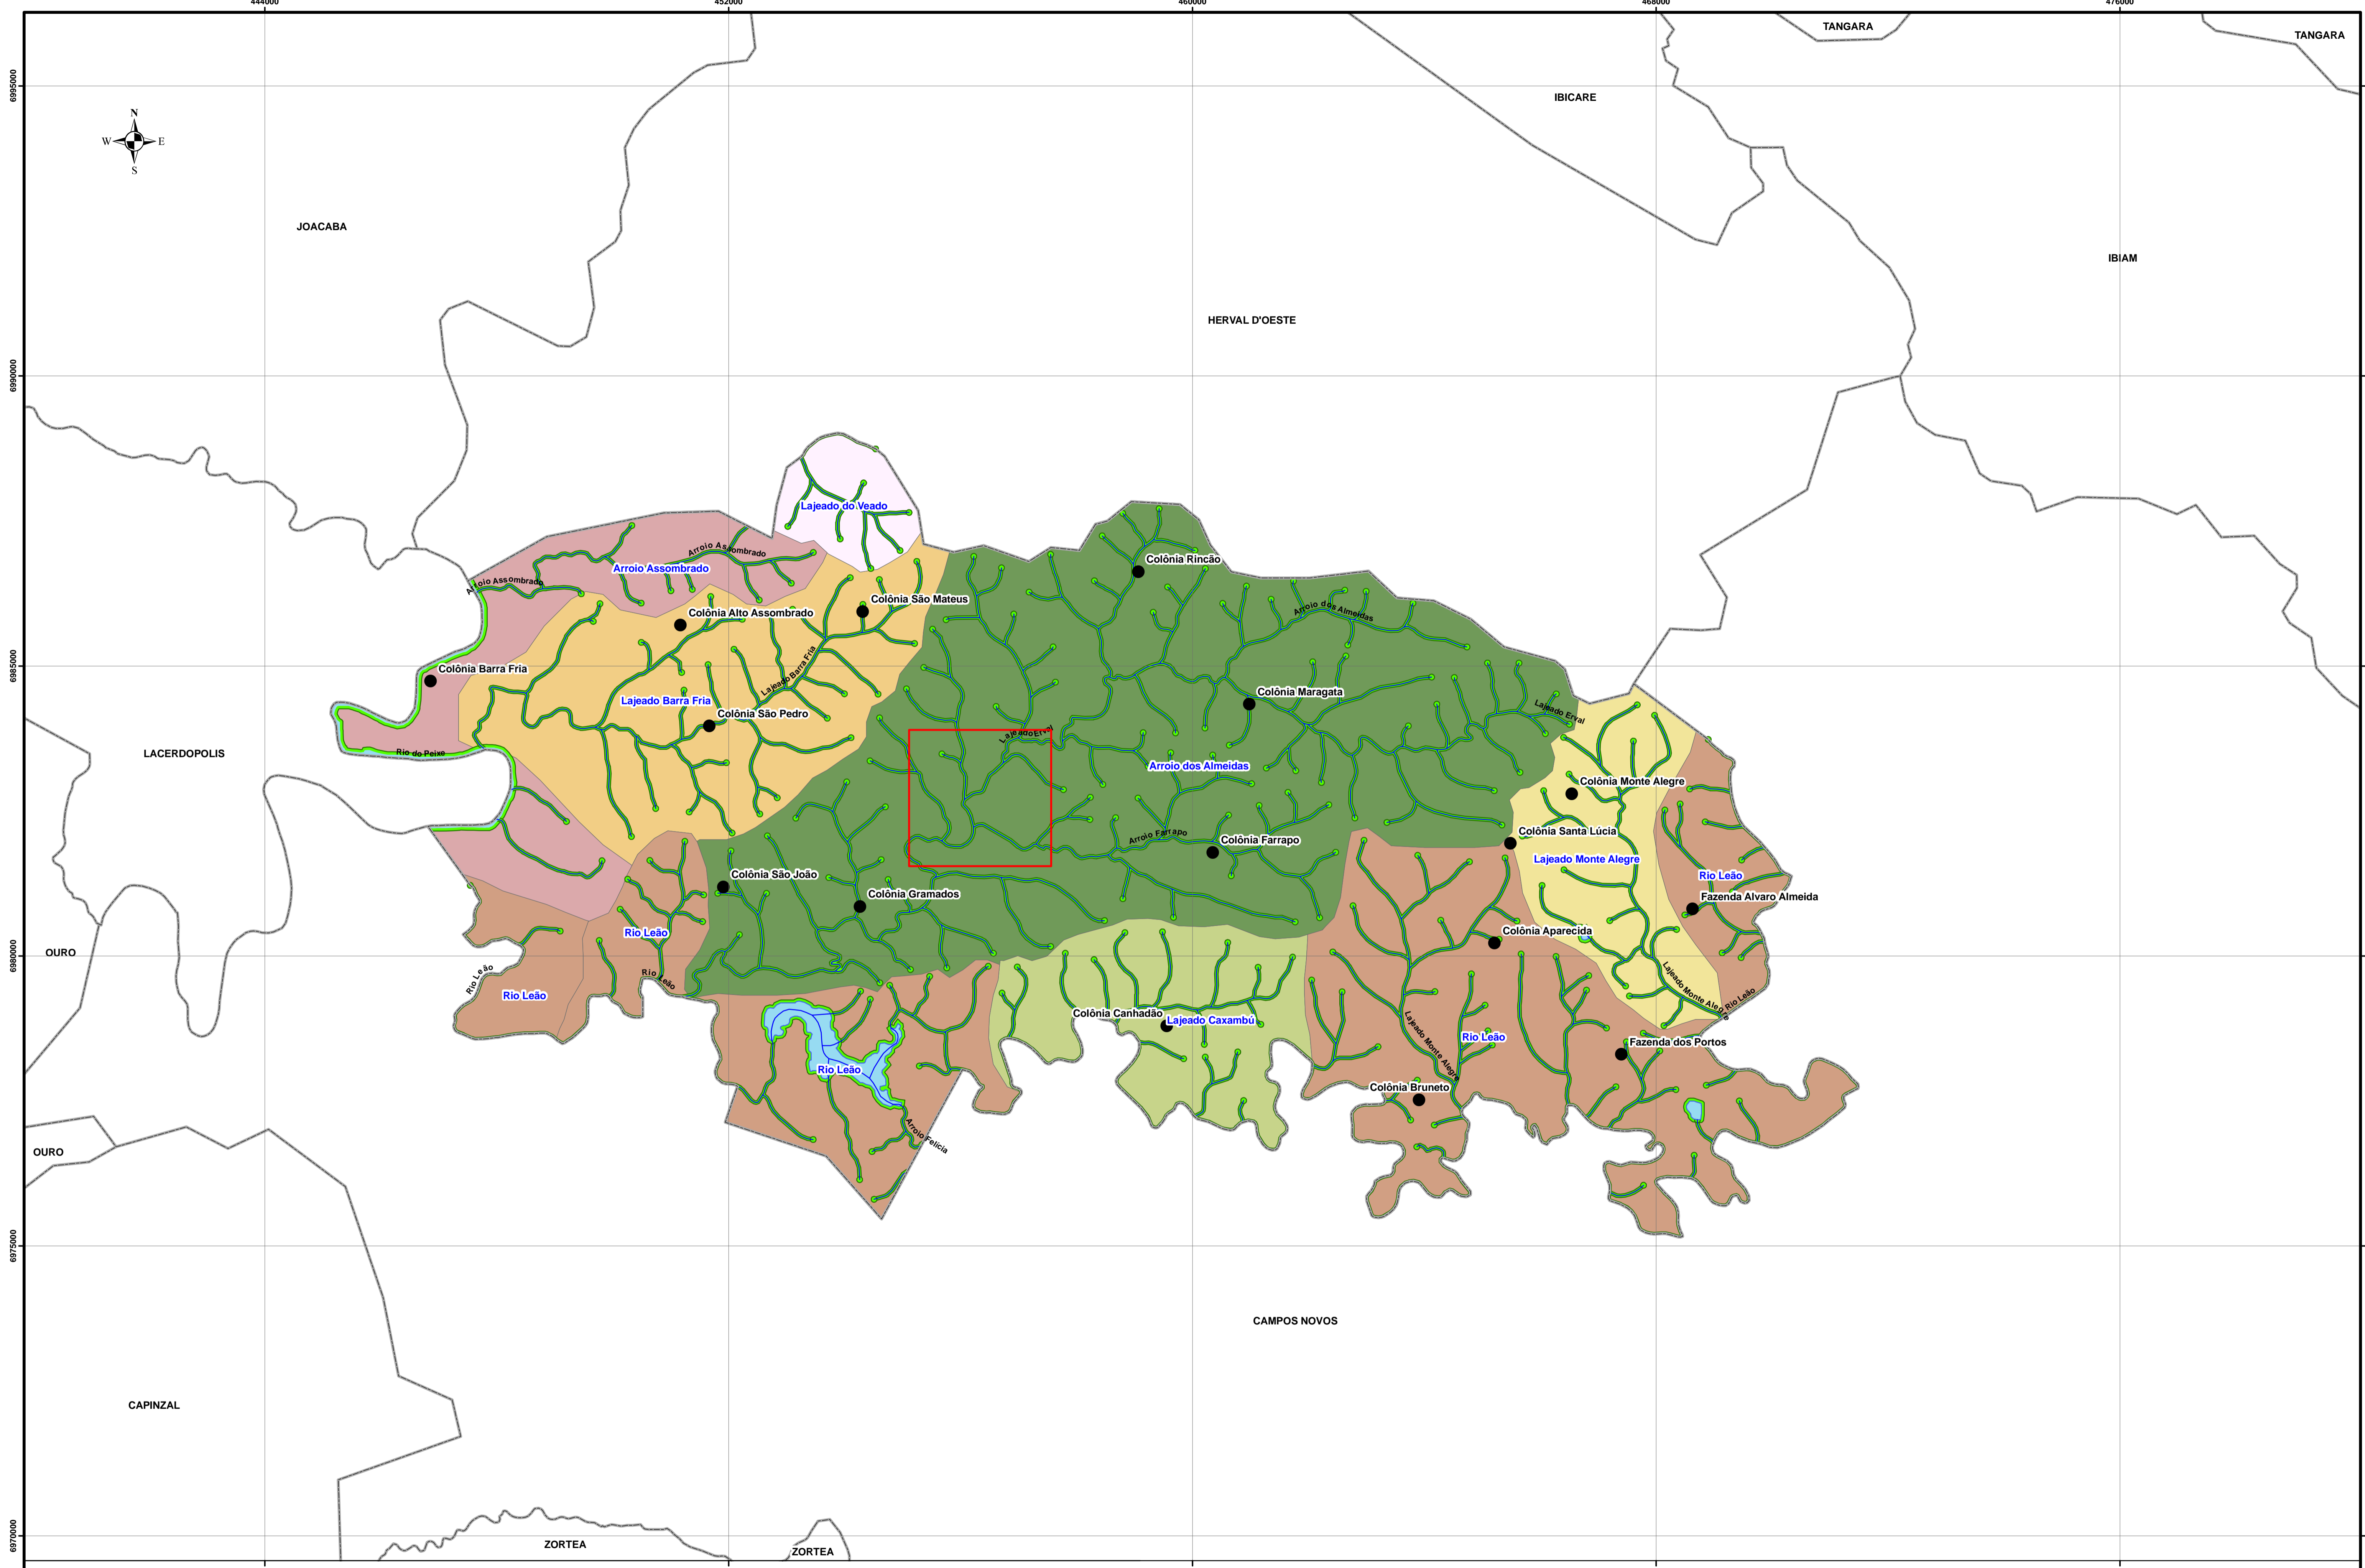 444000
452000
460000
468000
476000
TANGARA
TANGARA
6995000
IBICARE
N
W
E
S
JOACABA
IBIAM
HERVAL D'OESTE
6990000
Lajeado do Veado
Arroio Assombrado
Colônia Rincão
Arroio Assombrado
Arroio Assombrado
Colônia São Mateus
Colônia Alto Assombrado
Arroio dos Almeidas
6985000
Colônia Barra Fria
Lajeado Barra Fria
Colônia Maragata
Lajeado Barra Fria
Colônia São Pedro
Lajeado Erval
Lajeado Erval
LACERDOPOLIS
Rio do Peixe
Arroio dos Almeidas
Colônia Monte Alegre
Colônia Santa Lúcia
Arroio Farrapo
Colônia Farrapo
Lajeado Monte Alegre
Colônia São João
Rio Leão
Colônia Gramados
Fazenda Alvaro Almeida
Rio Leão
Colônia Aparecida
OURO
6980000
Rio Leão
Rio Leão
Lajeado Monte Alegre
Rio Leão
Rio Leão
Colônia Canhadão
Lajeado Caxambú
Lajeado Monte Alegre
Rio Leão
Fazenda dos Portos
Rio Leão
Colônia Bruneto
Arroio Felicia
OURO
6975000
CAMPOS NOVOS
CAPINZAL
6970000
ZORTEA
ZORTEA